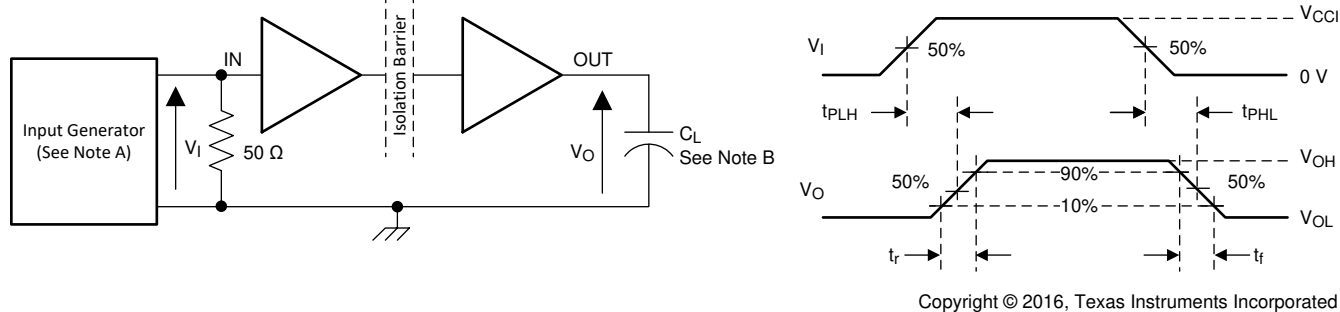 Input Generator
(See Note A)
V_I
IN
50 Ω
Isolation Barrier
OUT
V_O
C_L
See Note B
V_I
50%
50%
V_CCI
0 V
t_PLH
t_PHL
V_O
50%
90%
10%
50%
V_OH
V_OL
t_r
t_f
Copyright © 2016, Texas Instruments Incorporated